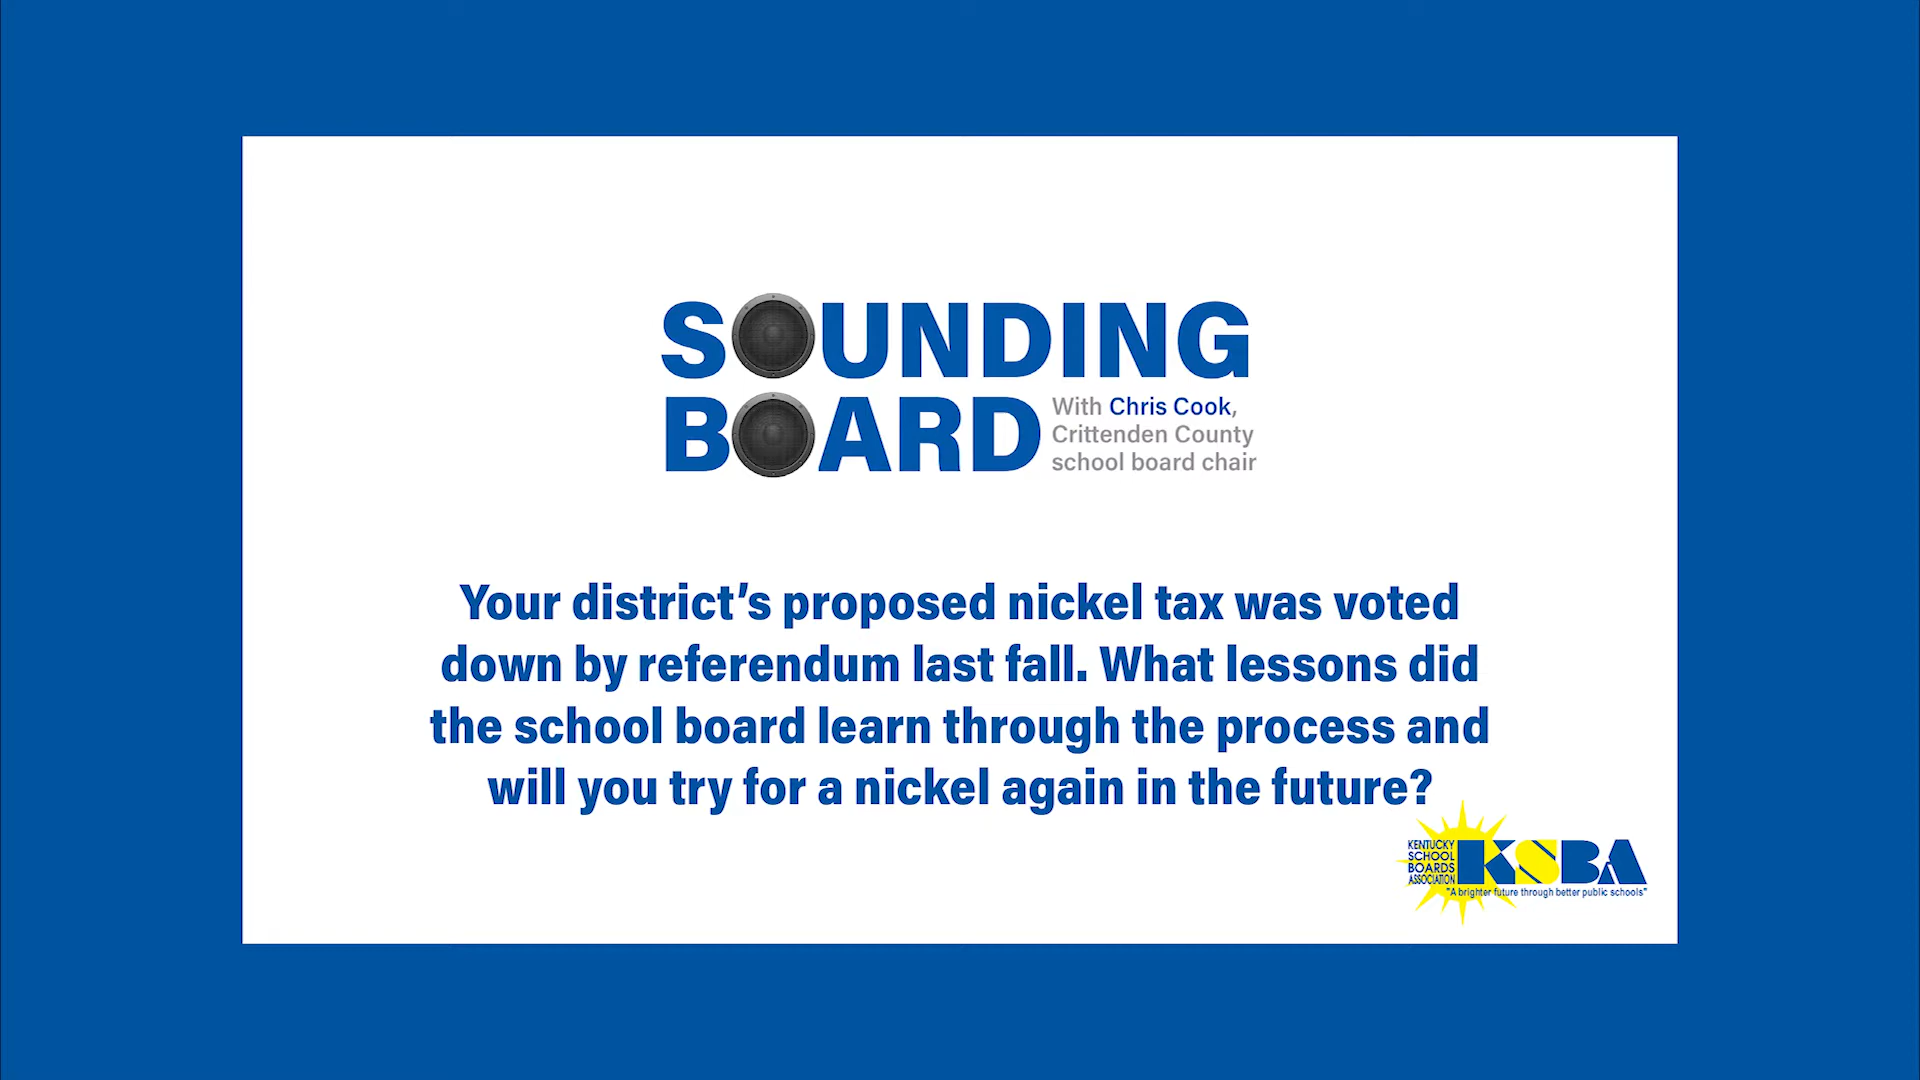 SOUNDING
BOARD
With Chris Cook,
Crittenden County
school board chair
Your district’s proposed nickel tax was voted
down by referendum last fall. What lessons did
the school board learn through the process and
will you try for a nickel again in the future?
KENTUCKY
SCHOOL
BOARDS
ASSOCIATION
KSBA
"A brighter future through better public schools"